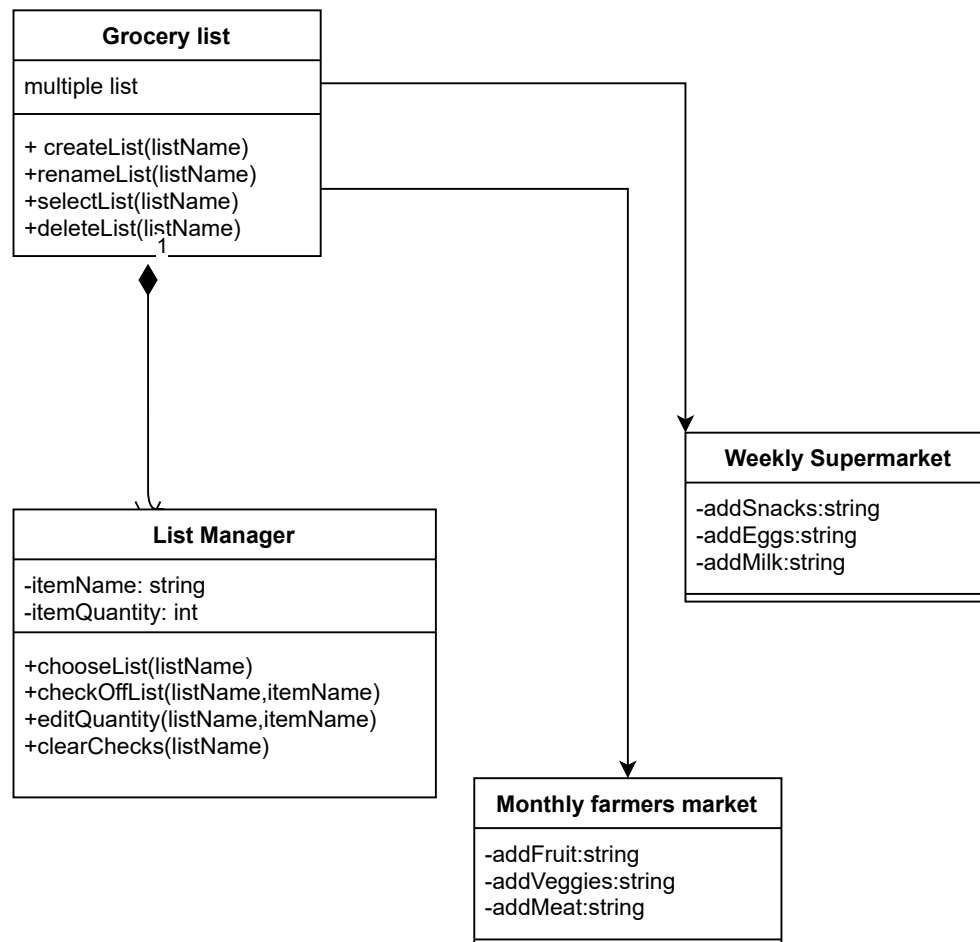 Grocery list
multiple list
+ createList(listName)
+renameList(listName)
+selectList(listName)
+deleteList(listName)
1
Weekly Supermarket
-addSnacks:string
-addEggs:string
-addMilk:string
List Manager
-itemName: string
-itemQuantity: int
+chooseList(listName)
+checkOffList(listName,itemName)
+editQuantity(listName,itemName)
+clearChecks(listName)
Monthly farmers market
-addFruit:string
-addVeggies:string
-addMeat:string